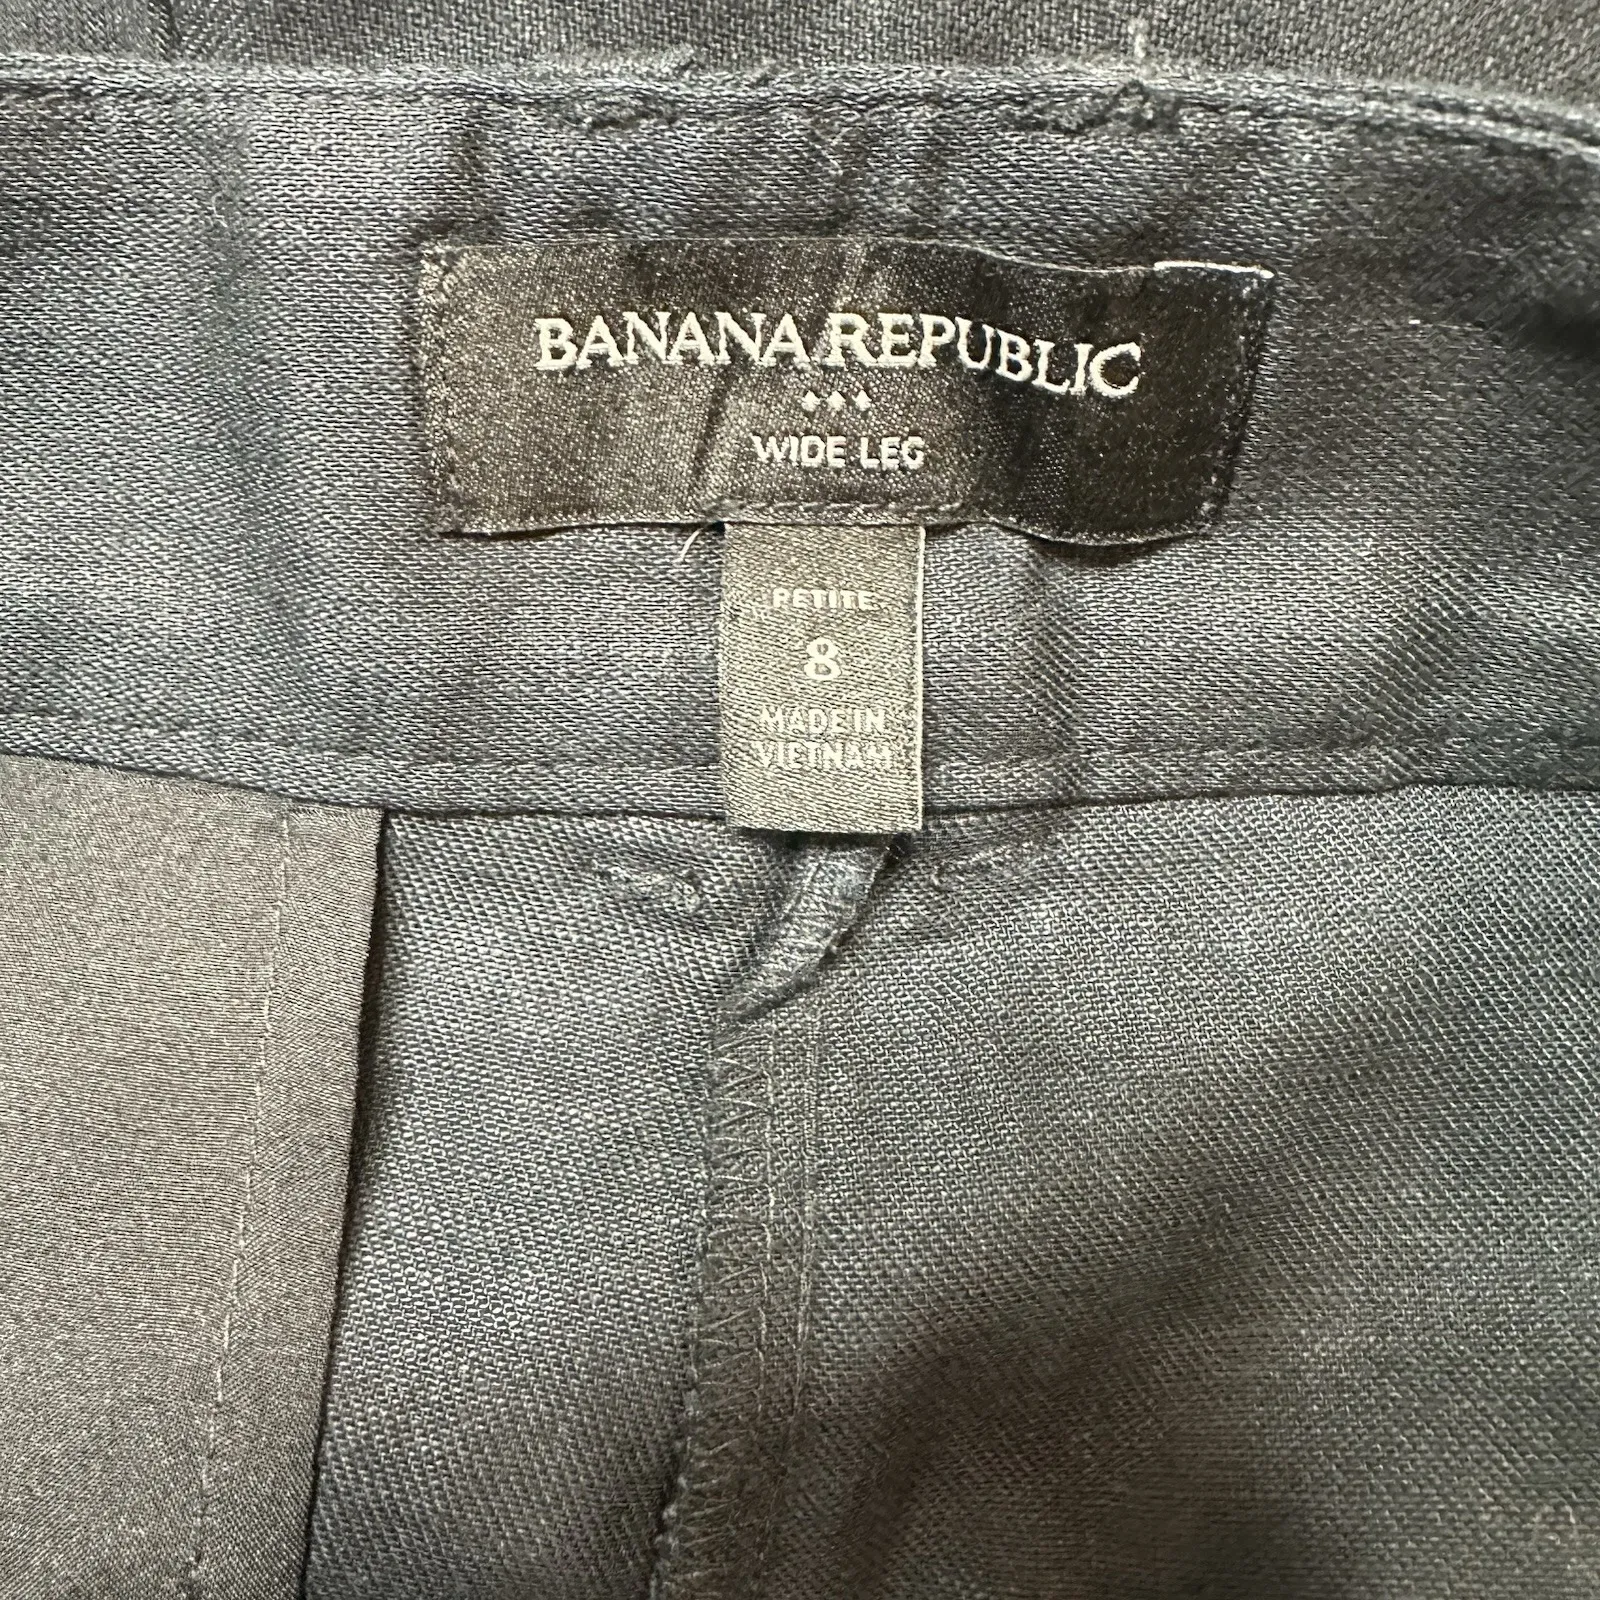 BANANA REPUBLIC
WIDE LEG
PETITE
8
MADE IN
VIETNAM